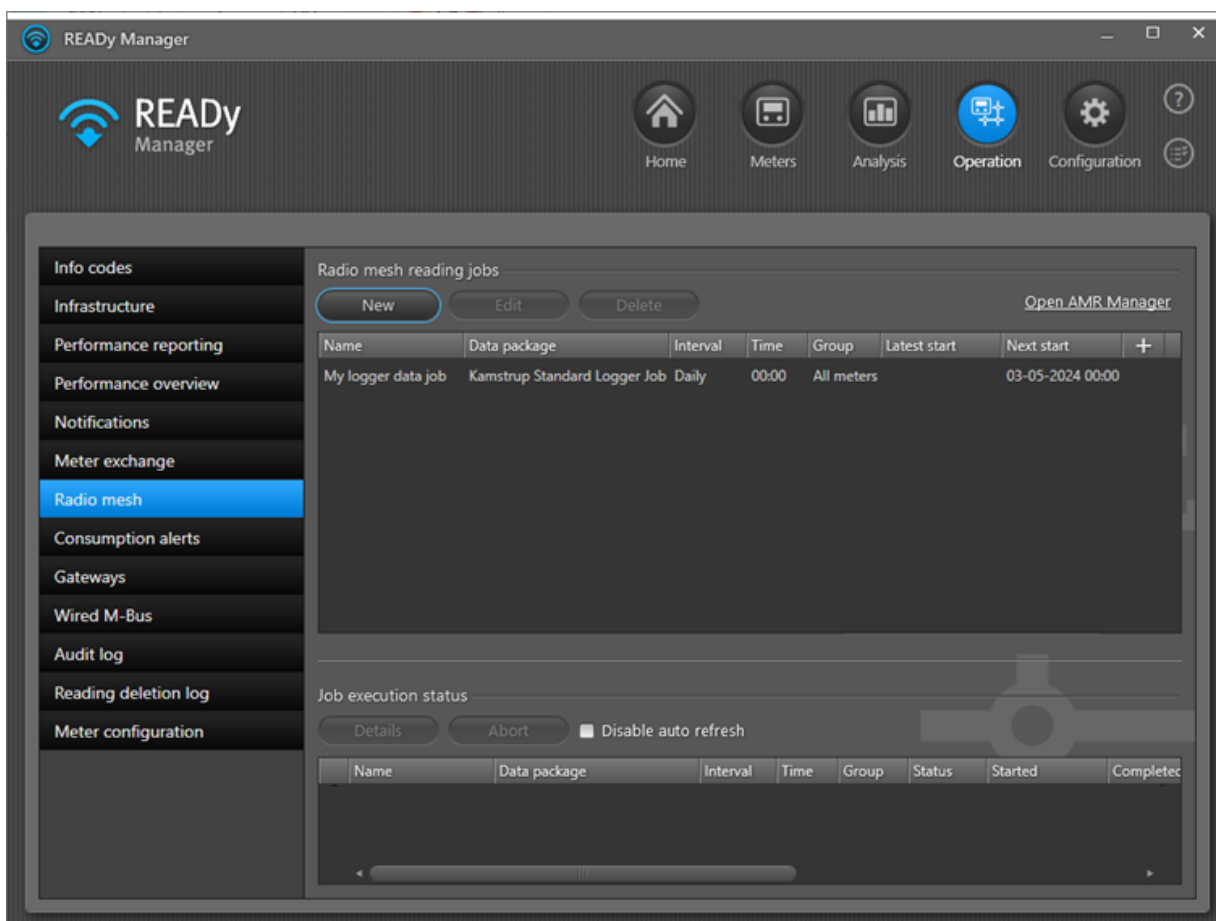 READy Manager
READy
Manager
Home Meters Analysis Operation Configuration
?
Info codes
Infrastructure
Performance reporting
Performance overview
Notifications
Meter exchange
Radio mesh
Consumption alerts
Gateways
Wired M-Bus
Audit log
Reading deletion log
Meter configuration
Radio mesh reading jobs
New Edit Delete Open AMR Manager
Name Data package Interval Time Group Latest start Next start +
My logger data job Kamstrup Standard Logger Job Daily 00:00 All meters 03-05-2024 00:00
Job execution status
Details Abort Disable auto refresh
Name Data package Interval Time Group Status Started Completed